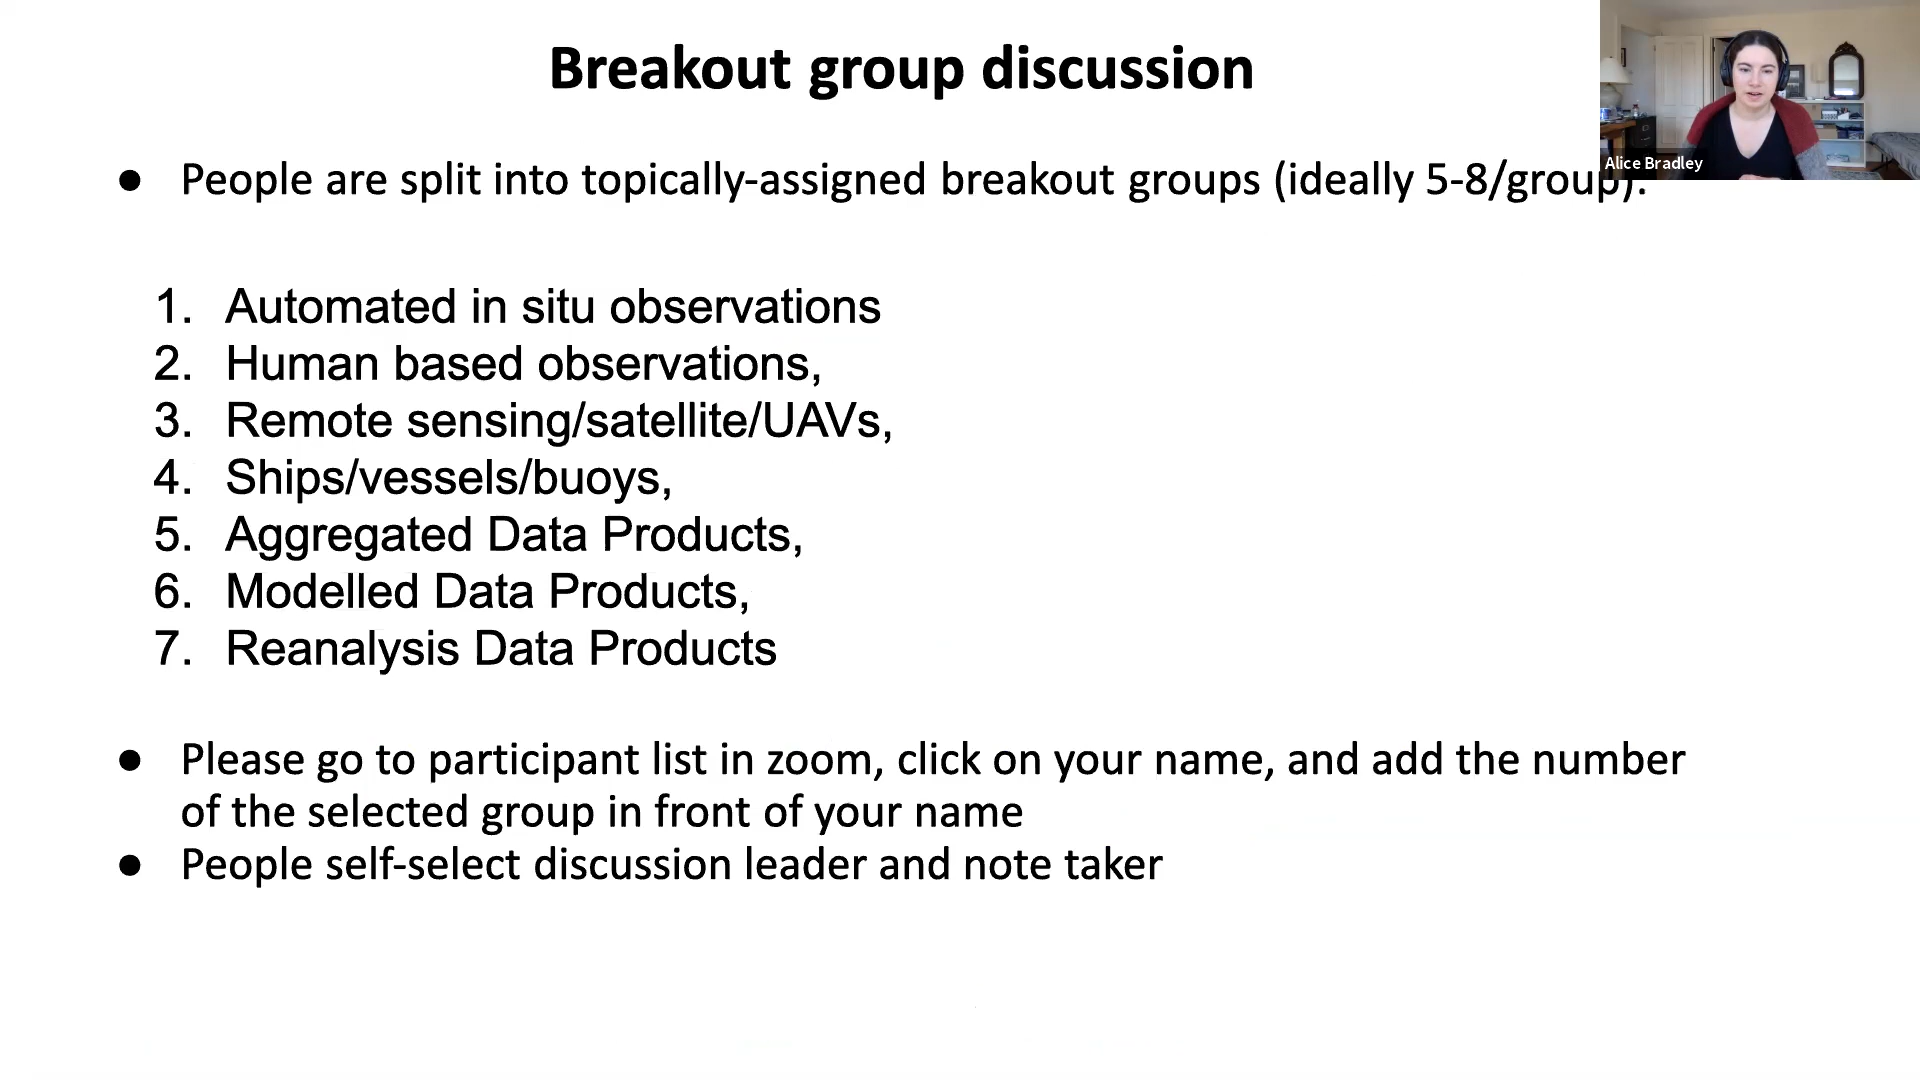 Breakout group discussion
Alice Bradley
● People are split into topically-assigned breakout groups (ideally 5-8/group).
1. Automated in situ observations
2. Human based observations,
3. Remote sensing/satellite/UAVs,
4. Ships/vessels/buoys,
5. Aggregated Data Products,
6. Modelled Data Products,
7. Reanalysis Data Products
● Please go to participant list in zoom, click on your name, and add the number
of the selected group in front of your name
● People self-select discussion leader and note taker